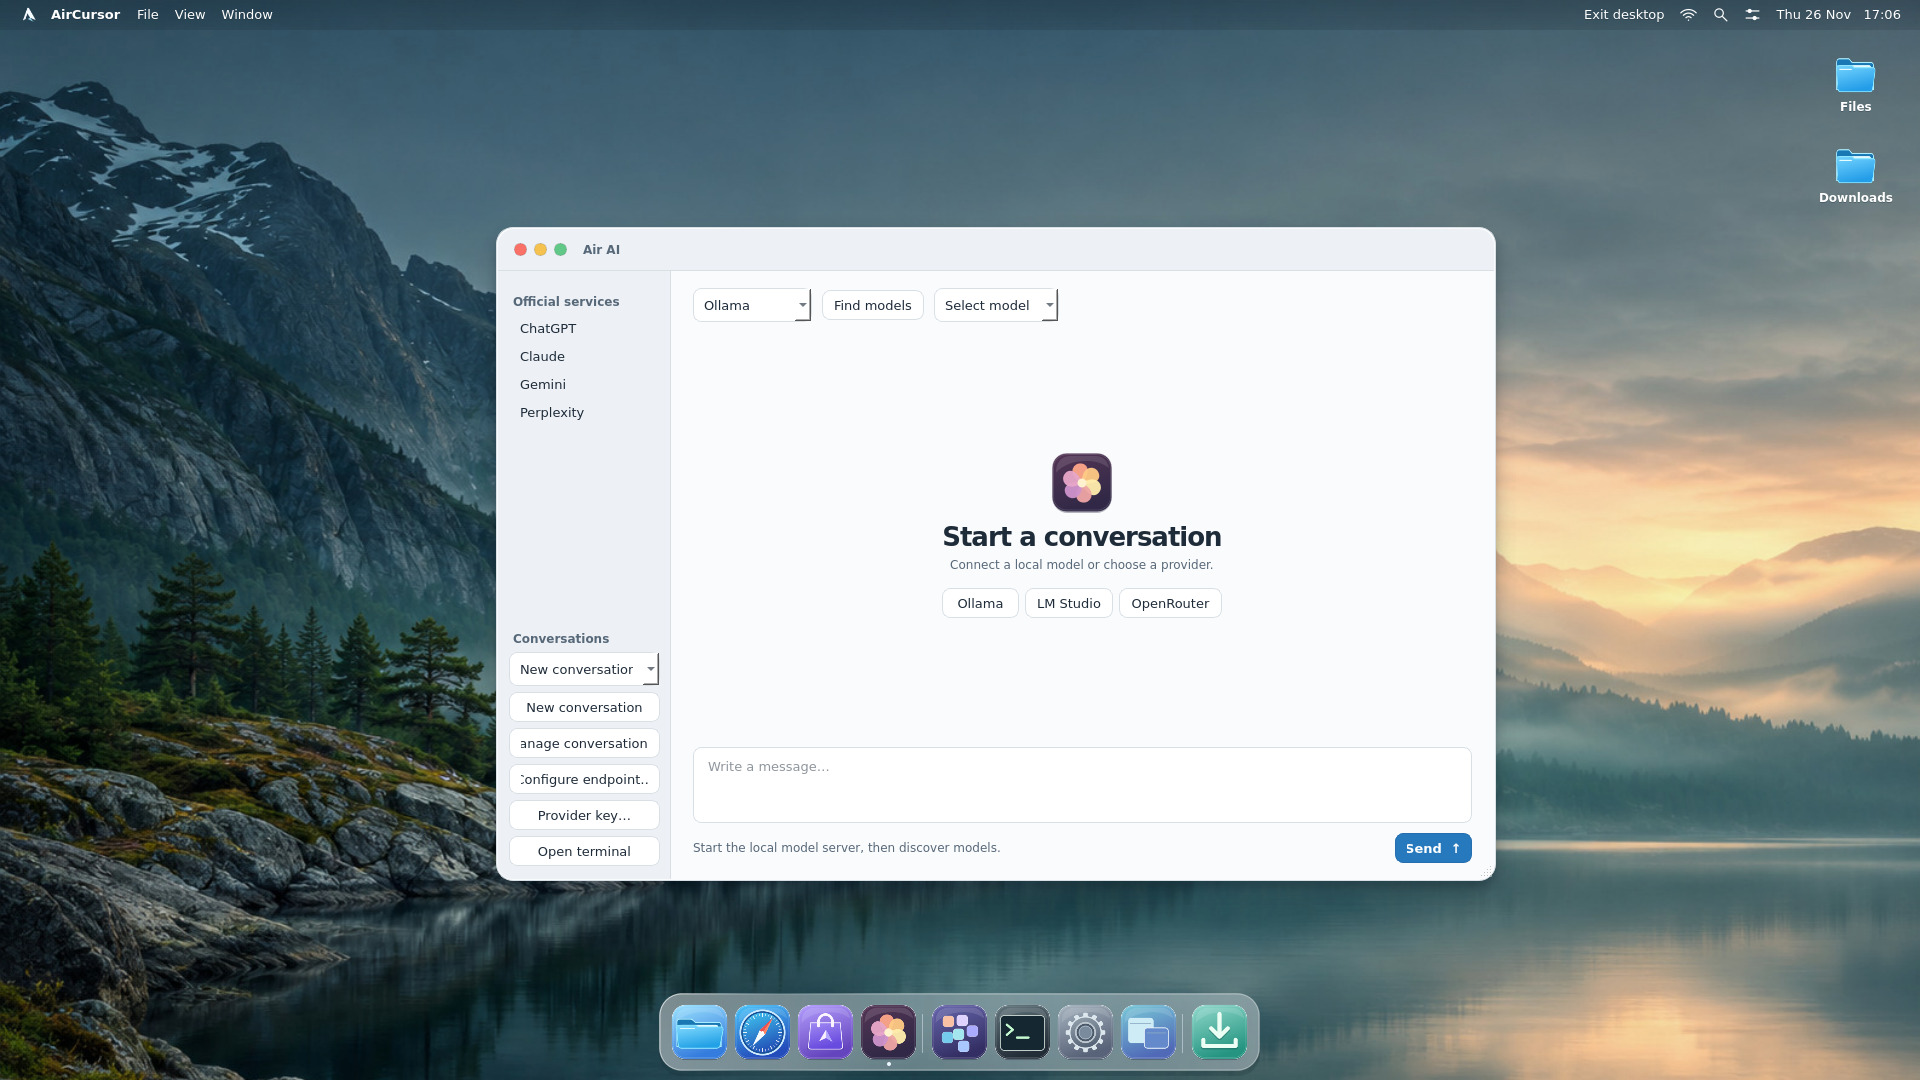 AirCursor File View Window
Exit desktop Thu 26 Nov 17:06
Files
Downloads
Air AI
Official services
ChatGPT
Claude
Gemini
Perplexity
Ollama Find models Select model
Start a conversation
Connect a local model or choose a provider.
Ollama LM Studio OpenRouter
Conversations
New conversation
New conversation
anage conversation
Configure endpoint..
Provider key...
Open terminal
Write a message...
Start the local model server, then discover models.
Send ↑